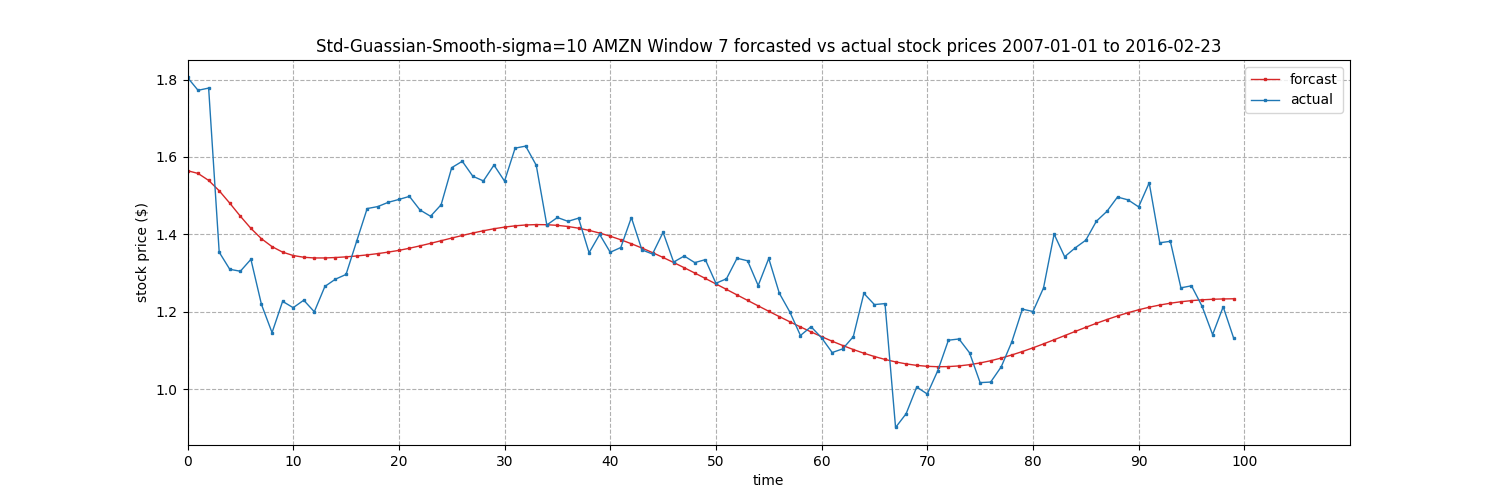 Std-Guassian-Smooth-sigma=10 AMZN Window 7 forcasted vs actual stock prices 2007-01-01 to 2016-02-23
forcast
actual
stock price ($)
1.8
1.6
1.4
1.2
1.0
0 10 20 30 40 50 60 70 80 90 100
time